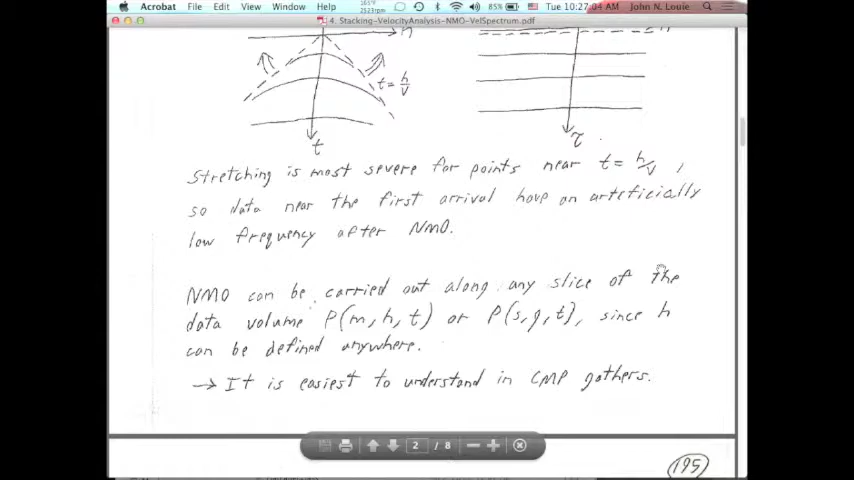 Acrobat File Edit View Window Help 85% Tue 10:27:04 AM John N. Louie
4. Stacking-VelocityAnalysis-NMO-VelSpectrum.pdf
h
t = h/v
t
τ
Stretching is most severe for points near t = h/v ,
so data near the first arrival have an arteficially
low frequency after NMO.
NMO can be carried out along any slice of the
data volume P(m, h, t) or P(s, g, t), since h
can be defined anywhere.
→ It is easiest to understand in CMP gathers.
2 / 8
195